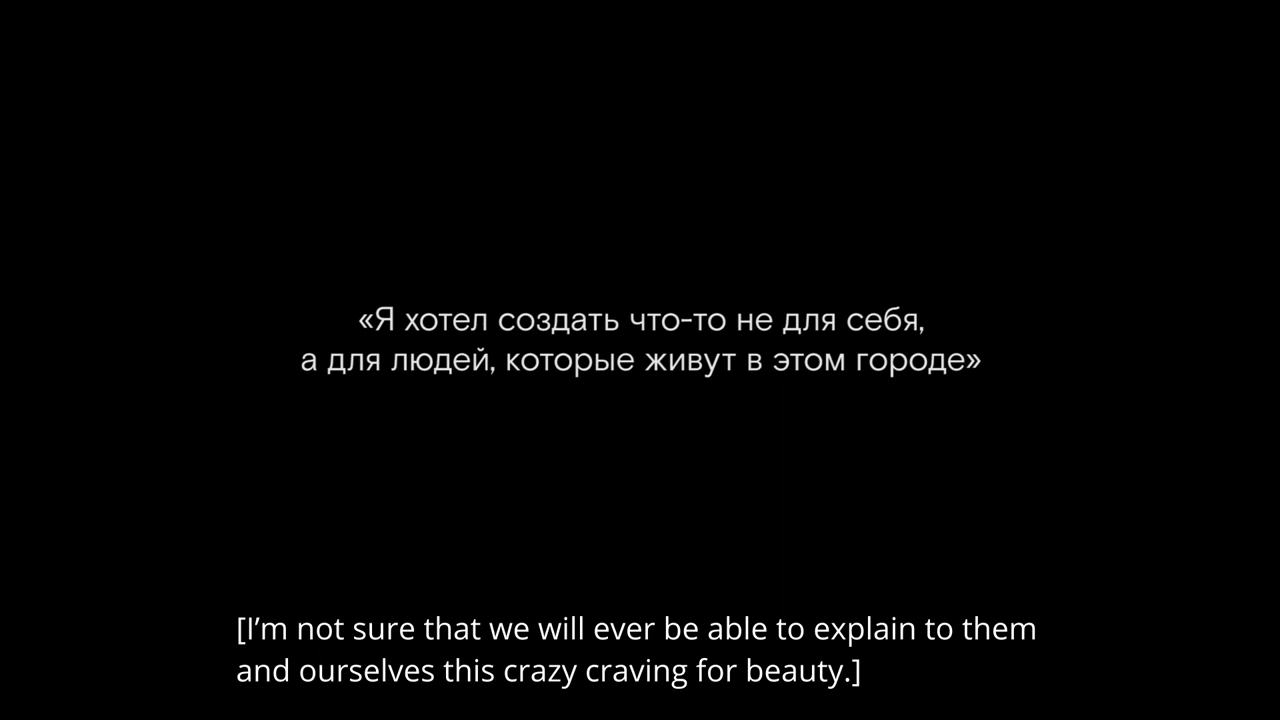 «Я хотел создать что-то не для себя,
а для людей, которые живут в этом городе»
[I’m not sure that we will ever be able to explain to them
and ourselves this crazy craving for beauty.]